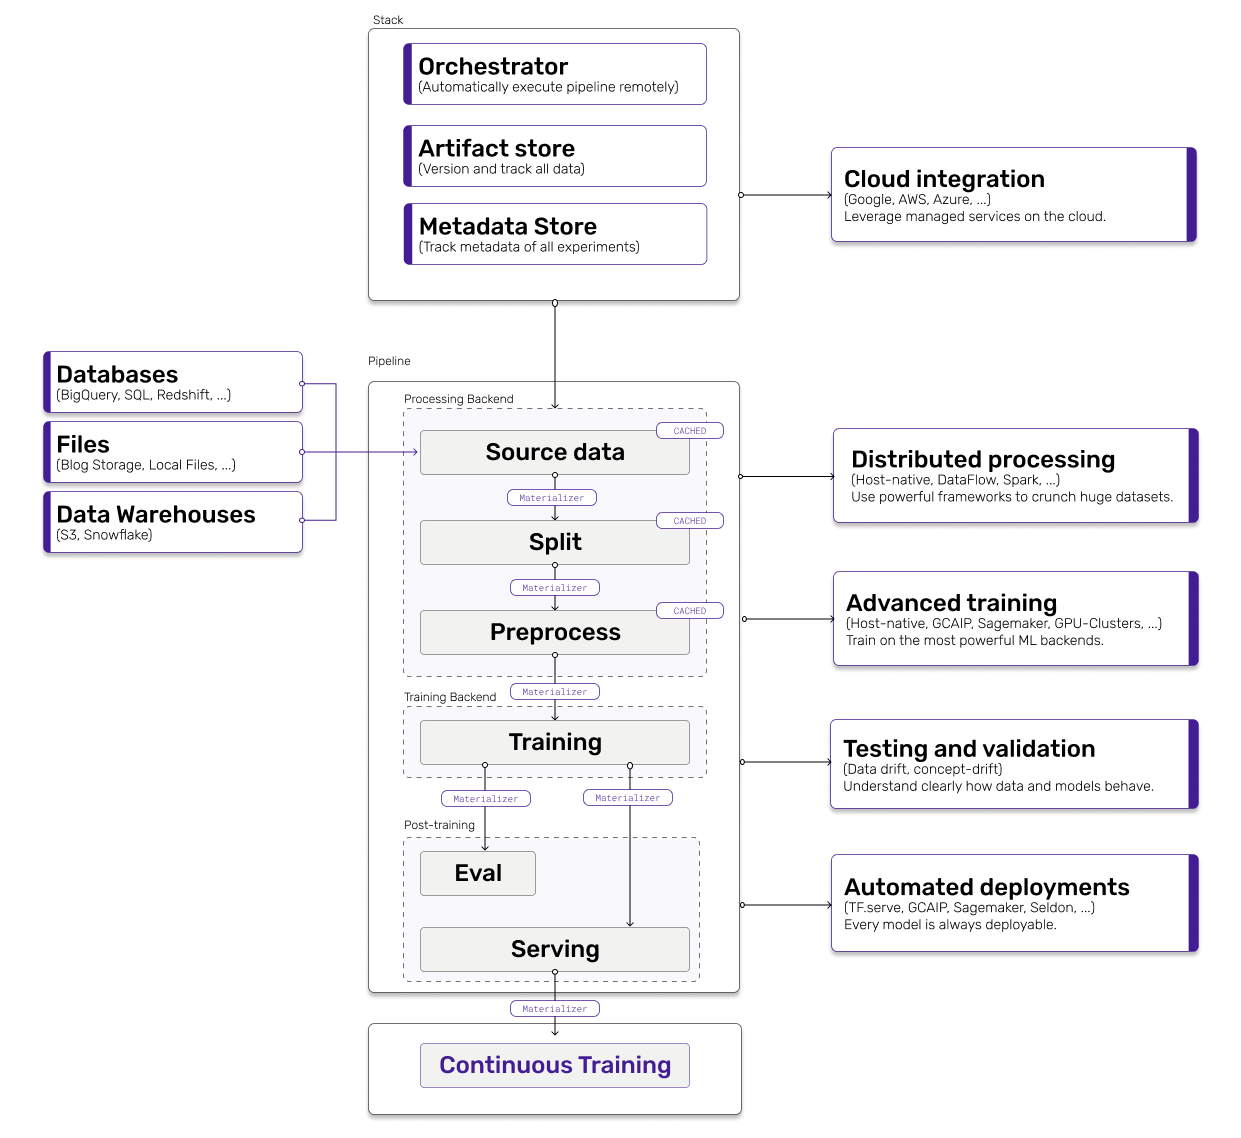 Stack
Orchestrator
(Automatically execute pipeline remotely)
Artifact store
(Version and track all data)
Metadata Store
(Track metadata of all experiments)
Cloud integration
(Google, AWS, Azure, ...)
Leverage managed services on the cloud.
Databases
(BigQuery, SQL, Redshift, ...)
Files
(Blog Storage, Local Files, ...)
Data Warehouses
(S3, Snowflake)
Pipeline
Processing Backend
CACHED
Source data
Materializer
CACHED
Split
Materializer
CACHED
Preprocess
Materializer
Training Backend
Training
Materializer
Materializer
Post-training
Eval
Serving
Materializer
Continuous Training
Distributed processing
(Host-native, DataFlow, Spark, ...)
Use powerful frameworks to crunch huge datasets.
Advanced training
(Host-native, GCAIP, Sagemaker, GPU-Clusters, ...)
Train on the most powerful ML backends.
Testing and validation
(Data drift, concept-drift)
Understand clearly how data and models behave.
Automated deployments
(TF.serve, GCAIP, Sagemaker, Seldon, ...)
Every model is always deployable.